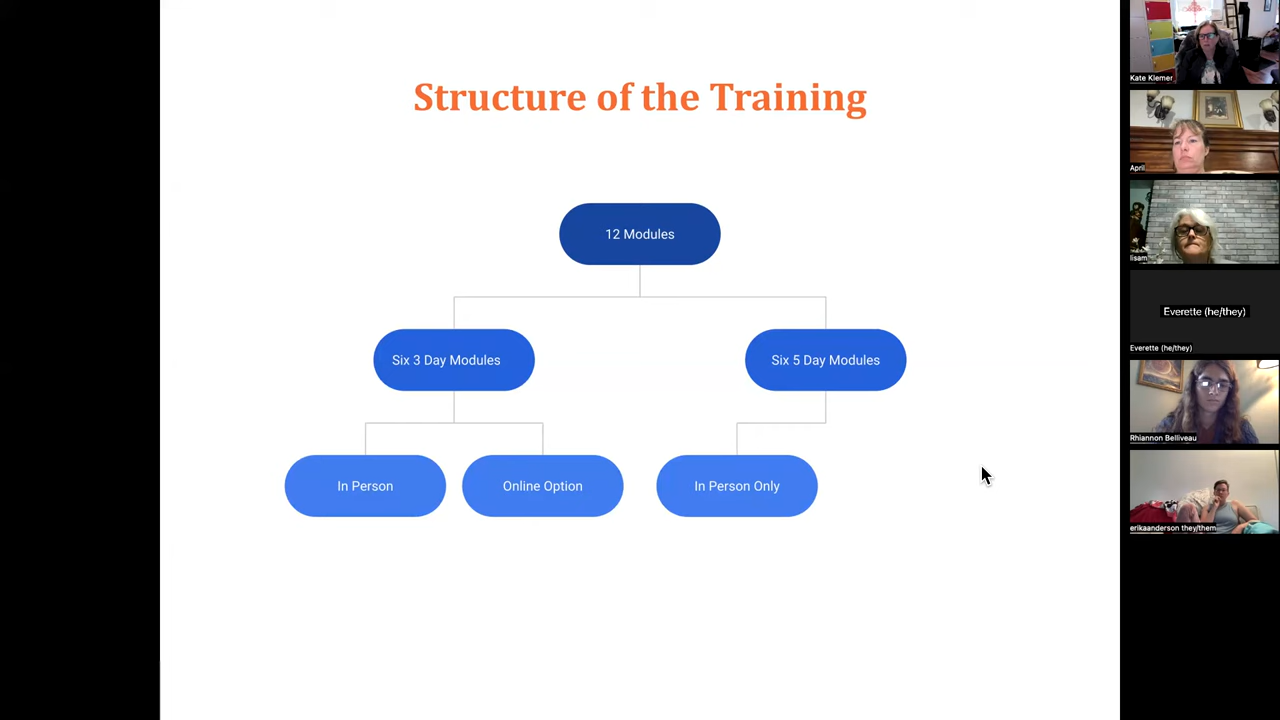 Structure of the Training
12 Modules
Six 3 Day Modules
Six 5 Day Modules
In Person
Online Option
In Person Only
Kate Klemer
April
lisam
Everette (he/they)
Everette (he/they)
Rhiannon Belliveau
erikaanderson they/them